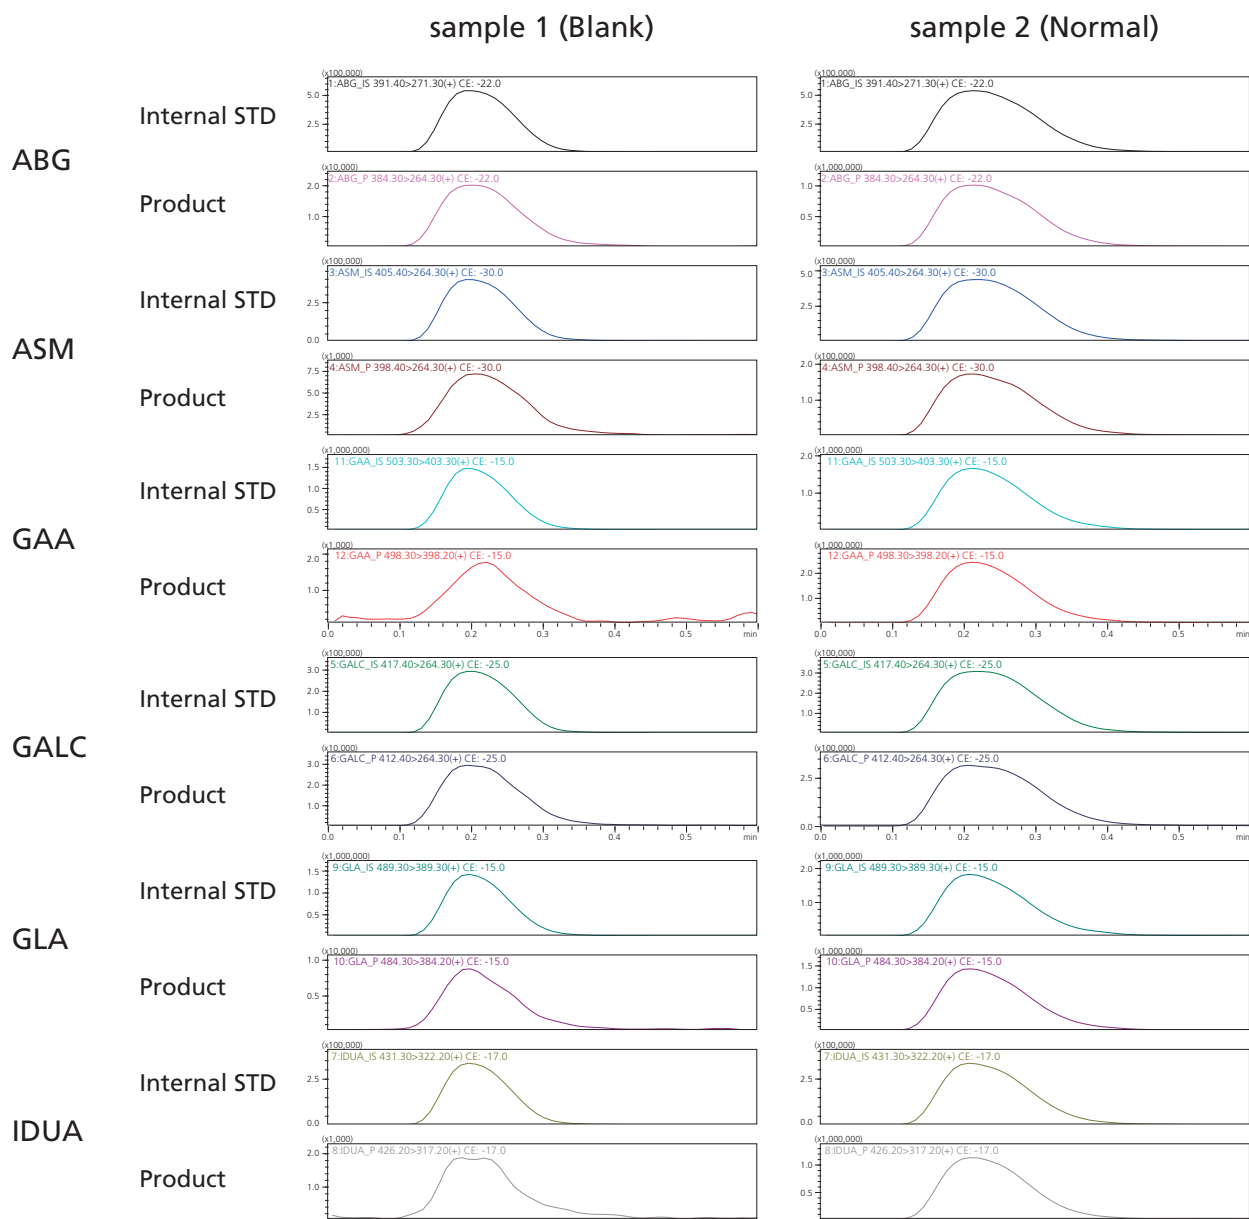 sample 1 (Blank) sample 2 (Normal)
ABG
Internal STD
(x100,000)
1:ABG_IS 391.40>271.30(+) CE: -22.0
5.0
2.5
(x100,000)
1:ABG_IS 391.40>271.30(+) CE: -22.0
5.0
2.5
Product
(x10,000)
2:ABG_P 384.30>264.30(+) CE: -22.0
2.0
1.0
(x1,000,000)
2:ABG_P 384.30>264.30(+) CE: -22.0
1.0
0.5
ASM
Internal STD
(x100,000)
3:ASM_IS 405.40>264.30(+) CE: -30.0
2.5
0.0
(x100,000)
3:ASM_IS 405.40>264.30(+) CE: -30.0
5.0
2.5
Product
(x1,000)
4:ASM_P 398.40>264.30(+) CE: -30.0
7.5
5.0
2.5
(x100,000)
4:ASM_P 398.40>264.30(+) CE: -30.0
2.0
1.0
GAA
Internal STD
(x1,000,000)
11:GAA_IS 503.30>403.30(+) CE: -15.0
1.5
1.0
0.5
(x1,000,000)
11:GAA_IS 503.30>403.30(+) CE: -15.0
2.0
1.0
Product
(x1,000)
12:GAA_P 498.30>398.20(+) CE: -15.0
2.0
1.0
0.0 0.1 0.2 0.3 0.4 0.5 min
(x1,000,000)
12:GAA_P 498.30>398.20(+) CE: -15.0
2.0
1.0
0.0 0.1 0.2 0.3 0.4 0.5 min
GALC
Internal STD
(x100,000)
5:GALC_IS 417.40>264.30(+) CE: -25.0
3.0
2.0
1.0
(x100,000)
5:GALC_IS 417.40>264.30(+) CE: -25.0
3.0
2.0
1.0
Product
(x10,000)
6:GALC_P 412.40>264.30(+) CE: -25.0
3.0
2.0
1.0
0.0 0.1 0.2 0.3 0.4 0.5 min
(x100,000)
6:GALC_P 412.40>264.30(+) CE: -25.0
2.5
0.0
0.0 0.1 0.2 0.3 0.4 0.5 min
GLA
Internal STD
(x1,000,000)
9:GLA_IS 489.30>389.30(+) CE: -15.0
1.5
1.0
0.5
(x1,000,000)
9:GLA_IS 489.30>389.30(+) CE: -15.0
2.0
1.0
Product
(x10,000)
10:GLA_P 484.30>384.20(+) CE: -15.0
1.0
0.5
(x1,000,000)
10:GLA_P 484.30>384.20(+) CE: -15.0
1.5
1.0
0.5
IDUA
Internal STD
(x100,000)
7:IDUA_IS 431.30>322.20(+) CE: -17.0
2.5
0.0
(x100,000)
7:IDUA_IS 431.30>322.20(+) CE: -17.0
2.5
0.0
Product
(x1,000)
8:IDUA_P 426.20>317.20(+) CE: -17.0
2.0
1.0
(x1,000,000)
8:IDUA_P 426.20>317.20(+) CE: -17.0
1.0
0.5